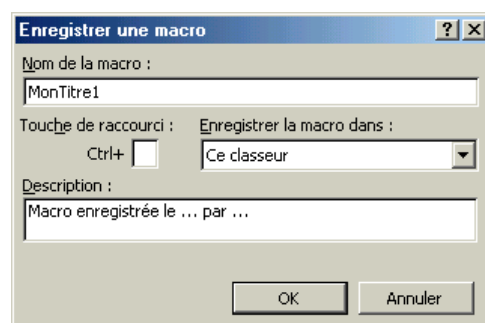 Enregistrer une macro
Nom de la macro :
MonTitre1
Touche de raccourci : Enregistrer la macro dans :
Ctrl+ Ce classeur
Description :
Macro enregistrée le ... par ...
OK Annuler